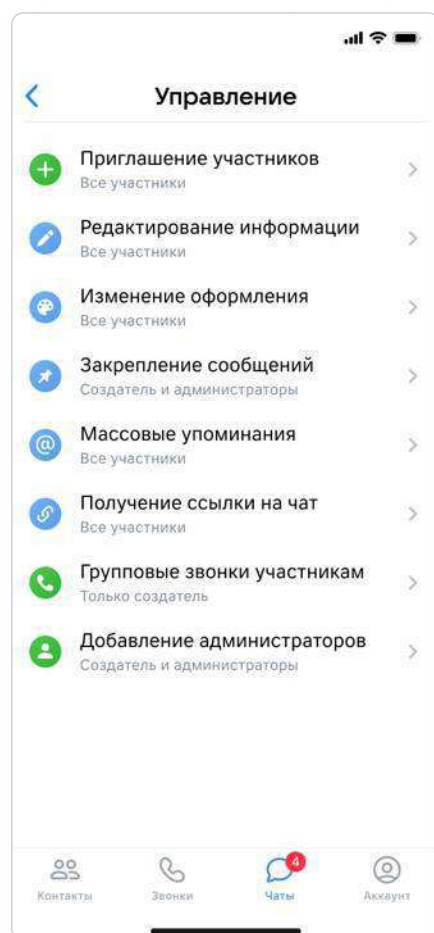 Управление
Приглашение участников
Все участники
Редактирование информации
Все участники
Изменение оформления
Все участники
Закрепление сообщений
Создатель и администраторы
Массовые упоминания
Все участники
Получение ссылки на чат
Все участники
Групповые звонки участникам
Только создатель
Добавление администраторов
Создатель и администраторы
4
Контакты Звонки Чаты Аккаунт